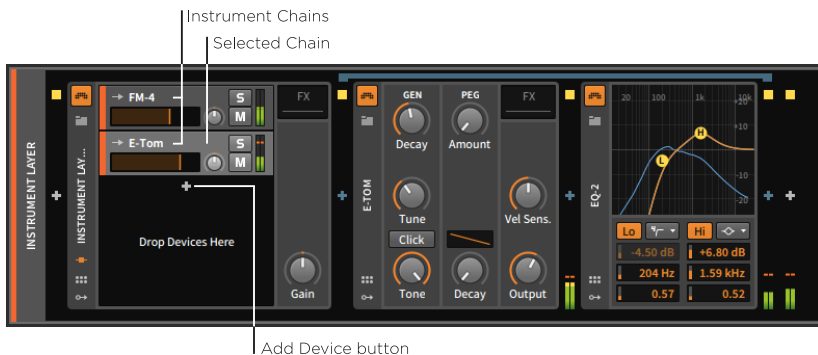 Instrument Chains
Selected Chain
INSTRUMENT LAYER
INSTRUMENT LAY...
FM-4
S
M
E-Tom
S
M
Drop Devices Here
FX
Gain
E-TOM
GEN
PEG
FX
Decay
Amount
Tune
Vel Sens.
Click
Tone
Decay
Output
EQ-2
20
100
1k
10k
+20
+10
-10
-20
L
H
Lo
Hi
-4.50 dB
+6.80 dB
204 Hz
1.59 kHz
0.57
0.52
Add Device button